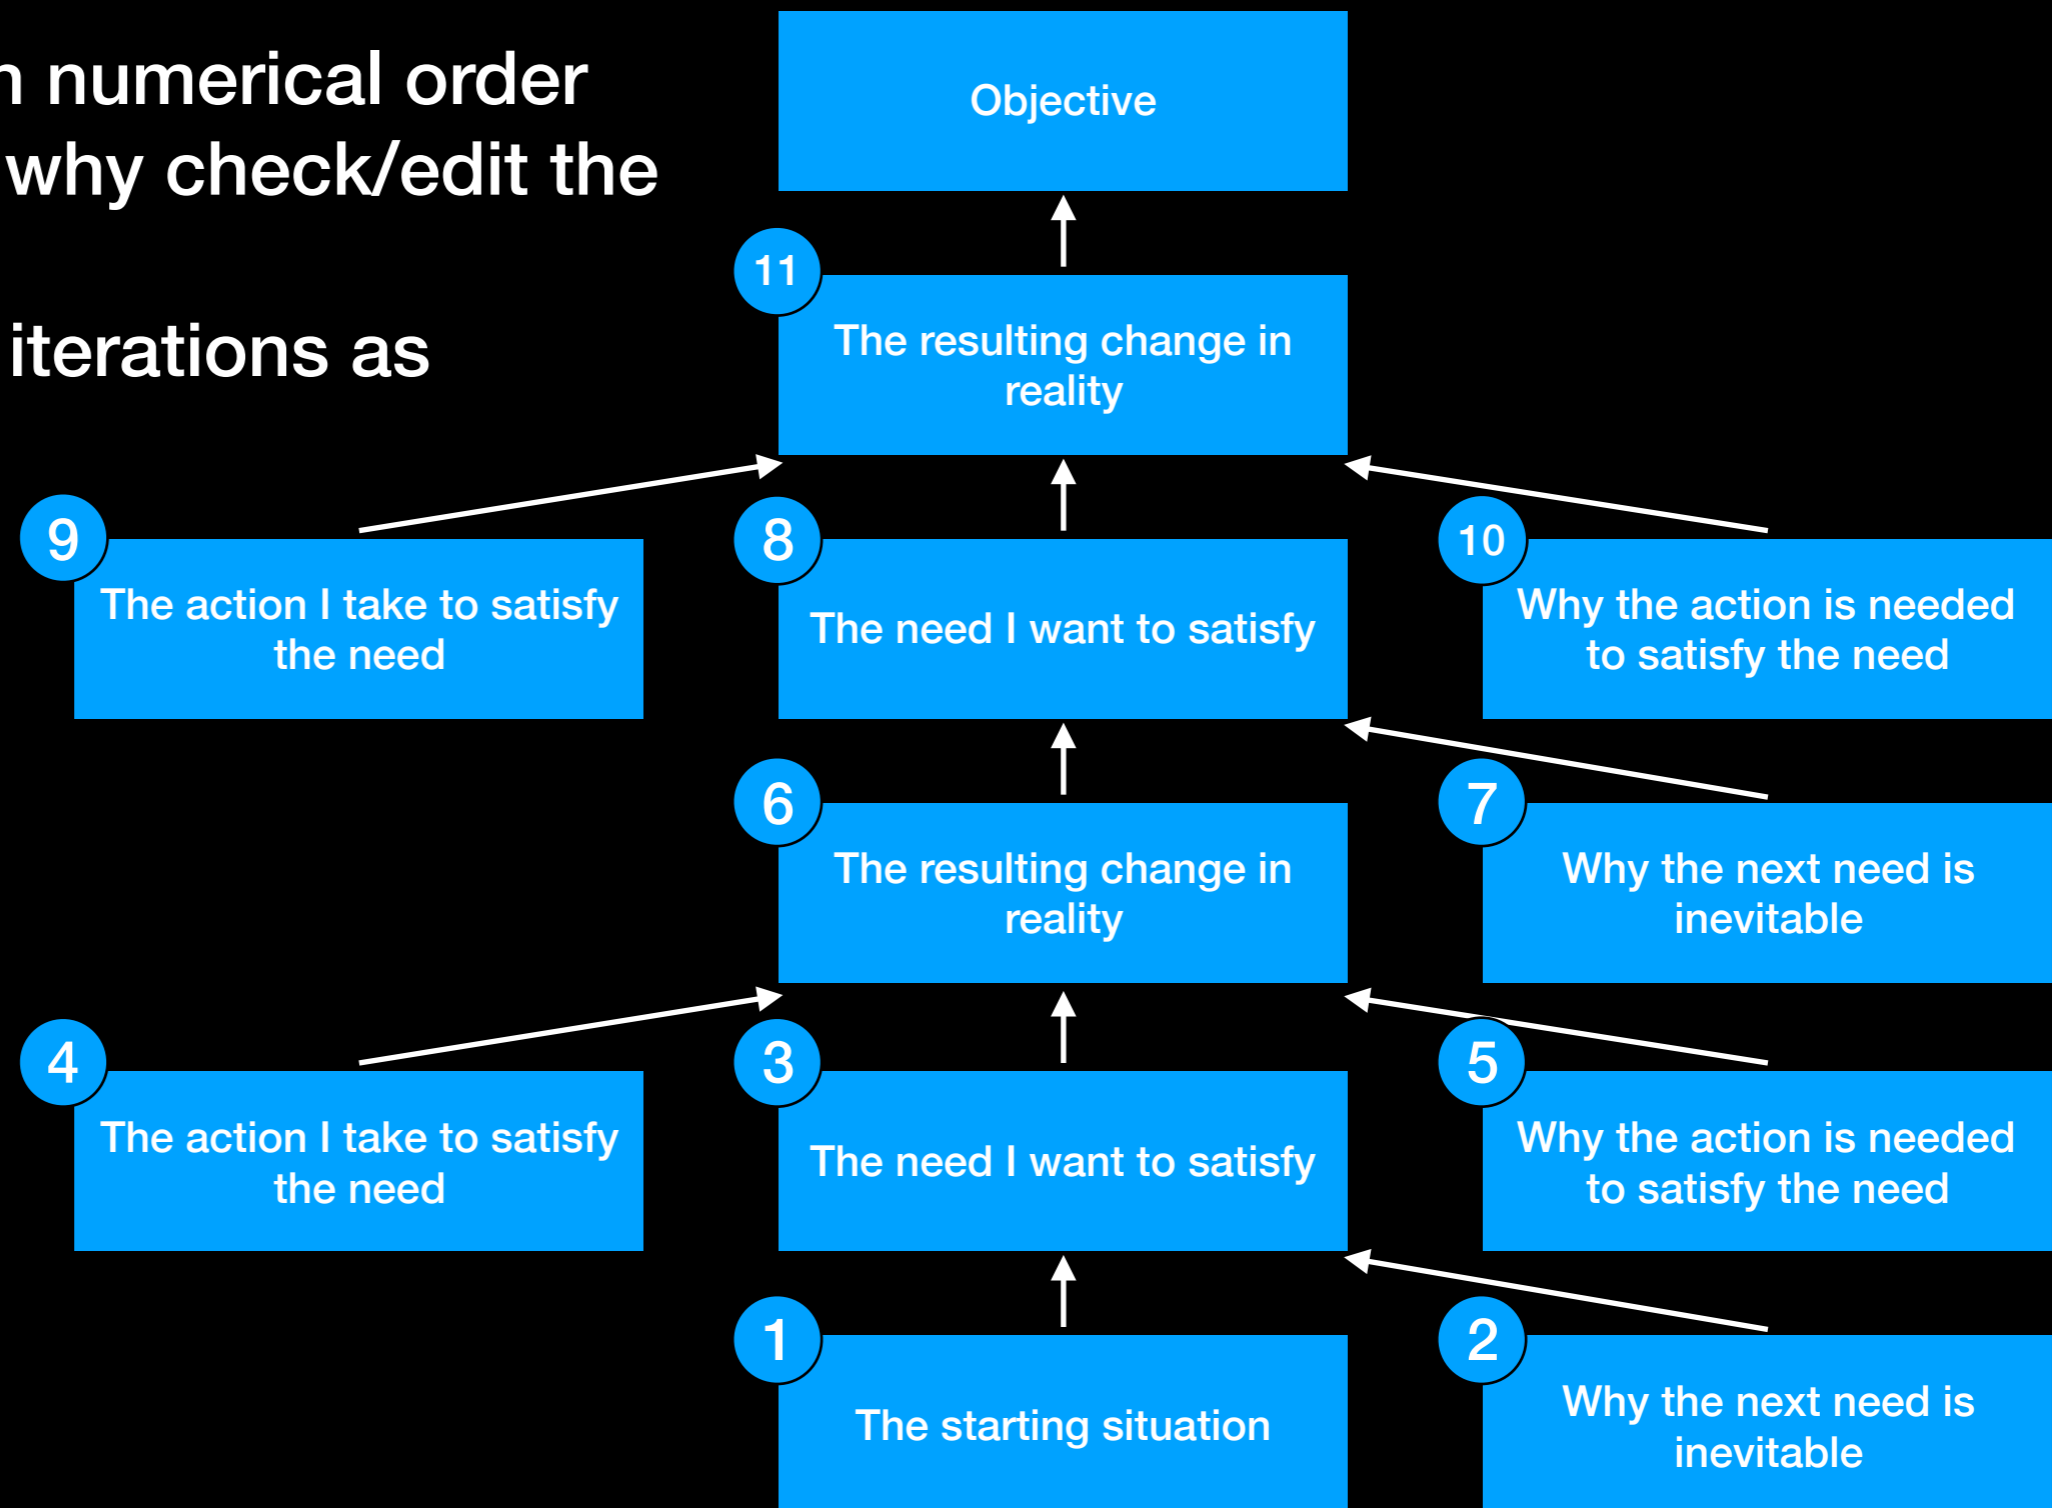 n numerical order
why check/edit the
iterations as
Objective
11
The resulting change in
reality
9
The action I take to satisfy
the need
8
The need I want to satisfy
10
Why the action is needed
to satisfy the need
6
The resulting change in
reality
7
Why the next need is
inevitable
4
The action I take to satisfy
the need
3
The need I want to satisfy
5
Why the action is needed
to satisfy the need
1
The starting situation
2
Why the next need is
inevitable